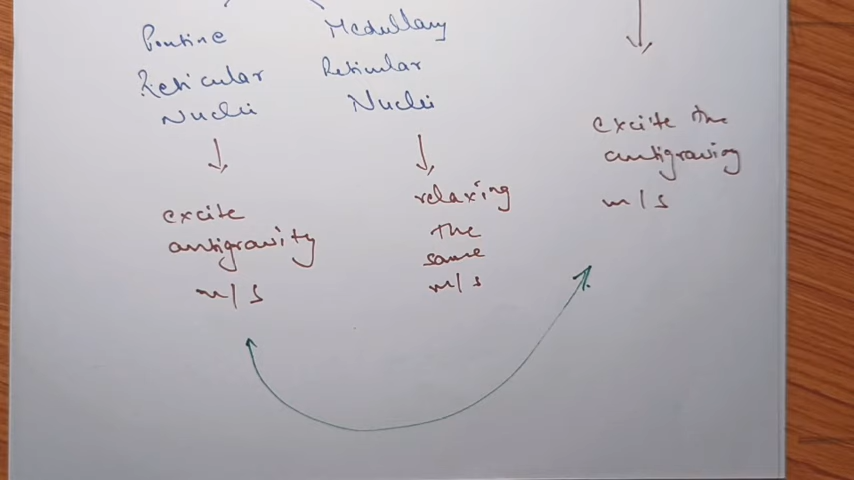 Pontine
Reticular
Nuclei
excite
antigravity
m/s
Medullary
Reticular
Nuclei
relaxing
the
same
m/s
excite the
antigravity
m/s